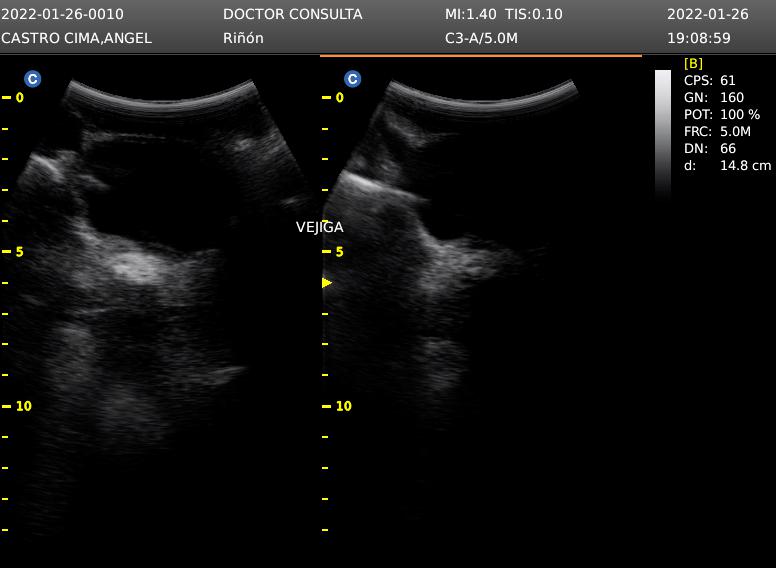 2022-01-26-0010 DOCTOR CONSULTA MI:1.40 TIS:0.10 2022-01-26
CASTRO CIMA,ANGEL Riñón C3-A/5.0M 19:08:59
C C [B]
0 0 CPS: 61
GN: 160
POT: 100 %
FRC: 5.0M
DN: 66
d: 14.8 cm
VEJIGA
5 5
10 10